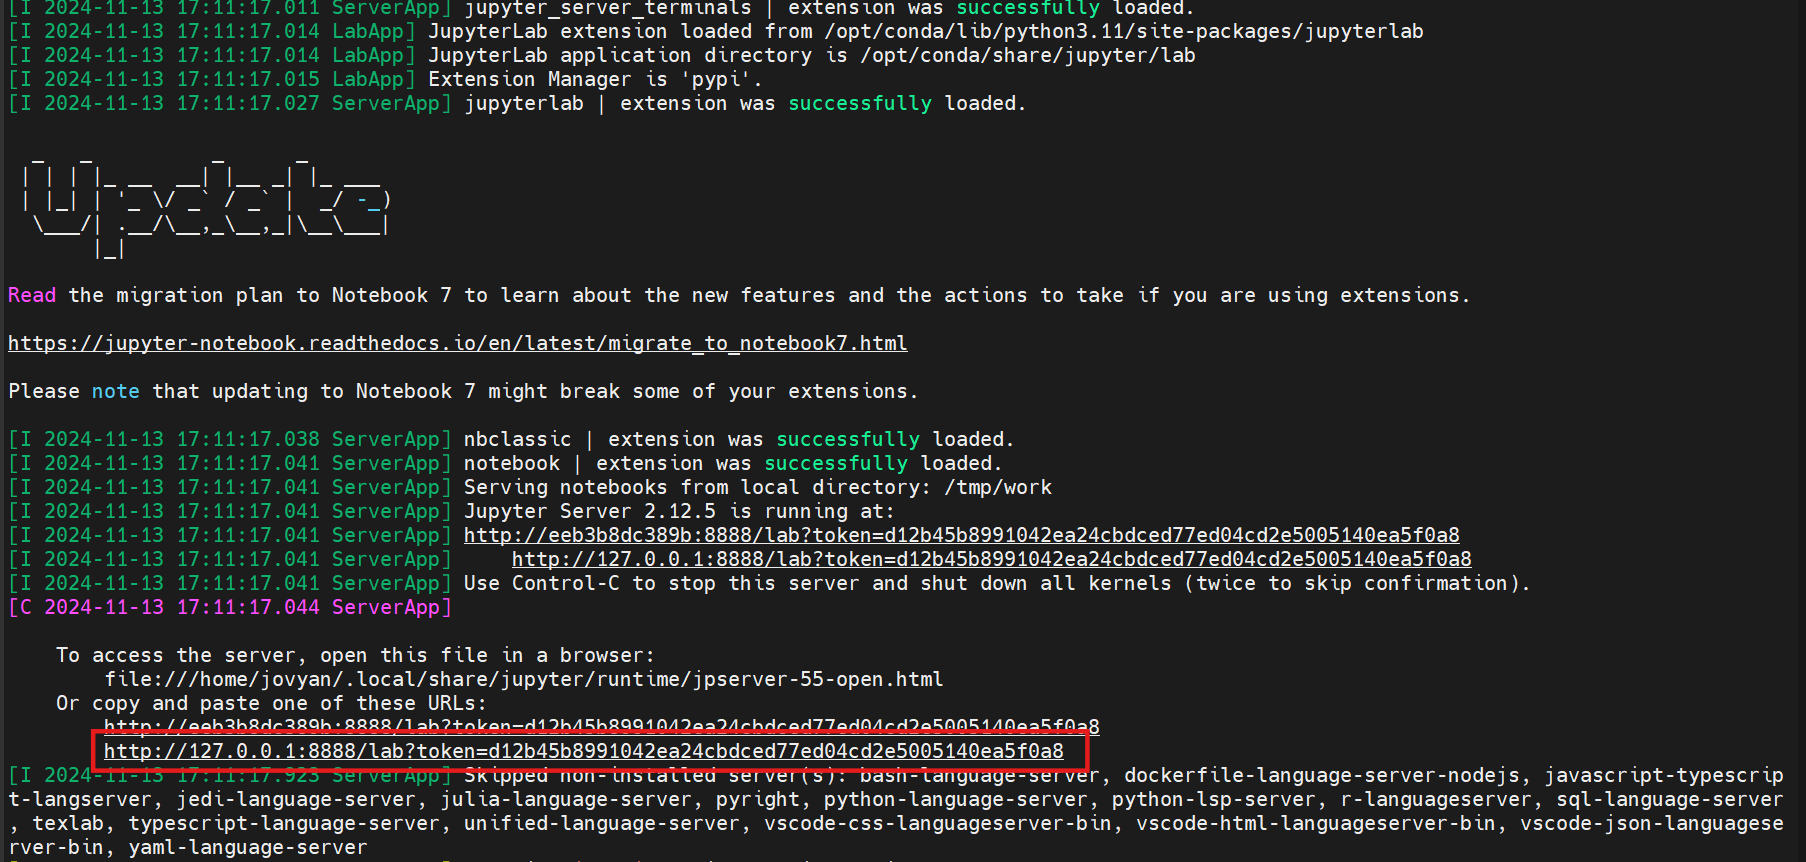 [I 2024-11-13 17:11:17.011 ServerApp] jupyter_server_terminals | extension was successfully loaded.
[I 2024-11-13 17:11:17.014 LabApp] JupyterLab extension loaded from /opt/conda/lib/python3.11/site-packages/jupyterlab
[I 2024-11-13 17:11:17.014 LabApp] JupyterLab application directory is /opt/conda/share/jupyter/lab
[I 2024-11-13 17:11:17.015 LabApp] Extension Manager is 'pypi'.
[I 2024-11-13 17:11:17.027 ServerApp] jupyterlab | extension was successfully loaded.
Update
Read the migration plan to Notebook 7 to learn about the new features and the actions to take if you are using extensions.
https://jupyter-notebook.readthedocs.io/en/latest/migrate_to_notebook7.html
Please note that updating to Notebook 7 might break some of your extensions.
[I 2024-11-13 17:11:17.038 ServerApp] nbclassic | extension was successfully loaded.
[I 2024-11-13 17:11:17.041 ServerApp] notebook | extension was successfully loaded.
[I 2024-11-13 17:11:17.041 ServerApp] Serving notebooks from local directory: /tmp/work
[I 2024-11-13 17:11:17.041 ServerApp] Jupyter Server 2.12.5 is running at:
[I 2024-11-13 17:11:17.041 ServerApp] http://eeb3b8dc389b:8888/lab?token=d12b45b8991042ea24cbdced77ed04cd2e5005140ea5f0a8
[I 2024-11-13 17:11:17.041 ServerApp]     http://127.0.0.1:8888/lab?token=d12b45b8991042ea24cbdced77ed04cd2e5005140ea5f0a8
[I 2024-11-13 17:11:17.041 ServerApp] Use Control-C to stop this server and shut down all kernels (twice to skip confirmation).
[C 2024-11-13 17:11:17.044 ServerApp]
To access the server, open this file in a browser:
file:///home/jovyan/.local/share/jupyter/runtime/jpserver-55-open.html
Or copy and paste one of these URLs:
http://eeb3b8dc389b:8888/lab?token=d12b45b8991042ea24cbdced77ed04cd2e5005140ea5f0a8
http://127.0.0.1:8888/lab?token=d12b45b8991042ea24cbdced77ed04cd2e5005140ea5f0a8
[I 2024-11-13 17:11:17.923 ServerApp] Skipped non-installed server(s): bash-language-server, dockerfile-language-server-nodejs, javascript-typescrip
t-langserver, jedi-language-server, julia-language-server, pyright, python-language-server, python-lsp-server, r-languageserver, sql-language-server
, texlab, typescript-language-server, unified-language-server, vscode-css-languageserver-bin, vscode-html-languageserver-bin, vscode-json-languagese
rver-bin, yaml-language-server